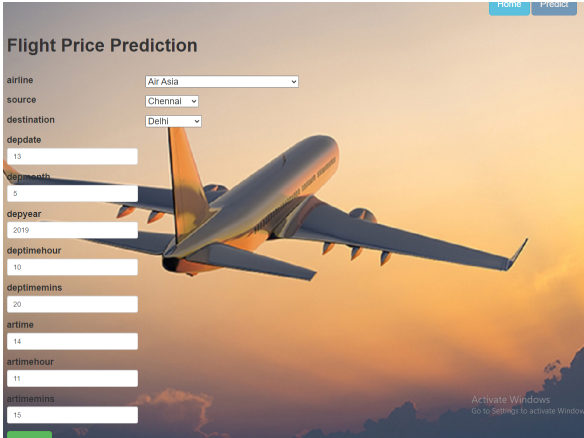 Home Predict
Flight Price Prediction
airline Air Asia
source Chennai
destination Delhi
depdate
13
depmonth
5
depyear
2019
deptimehour
10
deptimemins
20
artime
14
artimehour
11
artimemins
15
Activate Windows
Go to Settings to activate Window